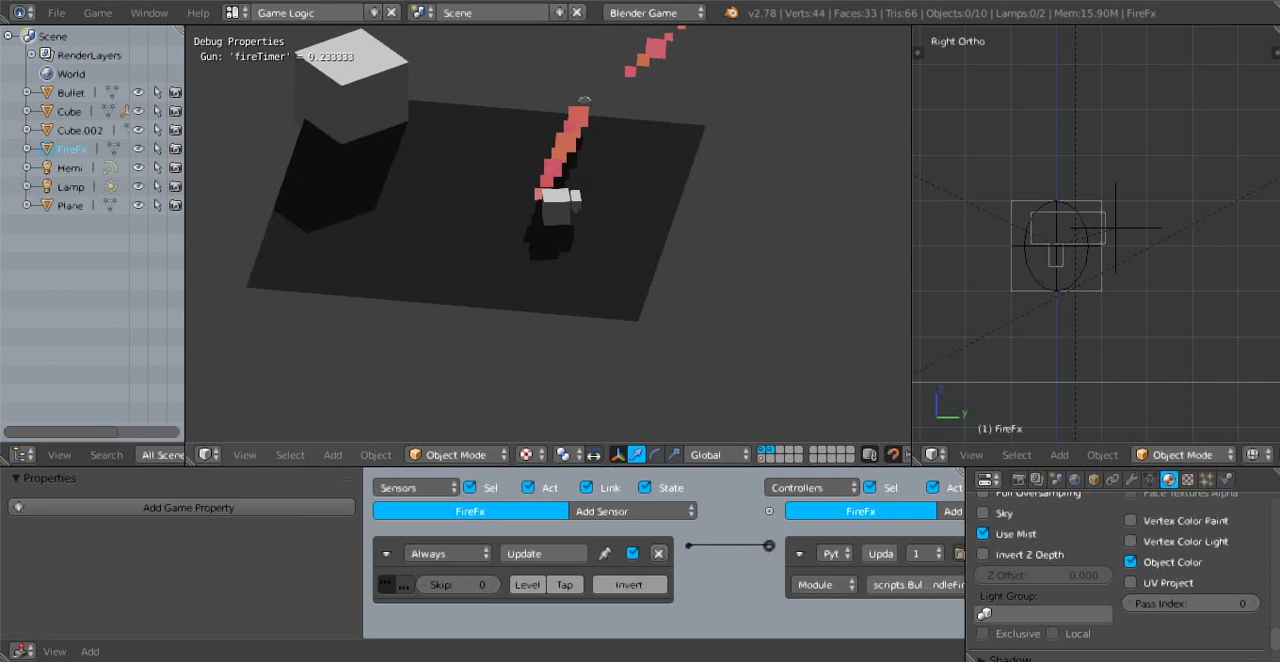 File Game Window Help Game Logic Scene Blender Game v2.78 | Verts:44 | Faces:33 | Tris:66 | Objects:0/10 | Lamps:0/2 | Mem:15.90M | FireFx
Scene
RenderLayers
World
Bullet
Cube
Cube.002
FireFx
Hemi
Lamp
Plane
Debug Properties
Gun: 'fireTimer' = 0.233333
Right Ortho
z
y
(1) FireFx
View Search All Scene
View Select Add Object Object Mode Global
View Select Add Object Object Mode
Properties
Add Game Property
View Add
Sensors Sel Act Link State
FireFx Add Sensor
Always Update
Skip: 0 Level Tap Invert
Controllers Sel Act
FireFx Add
Pyt Upda 1
Module scripts.Bul...ndleFir
Full Oversampling
Sky
Use Mist
Invert Z Depth
Z Offset: 0.000
Light Group:
Exclusive Local
Face Textures Alpha
Vertex Color Paint
Vertex Color Light
Object Color
UV Project
Pass Index: 0
Shadow